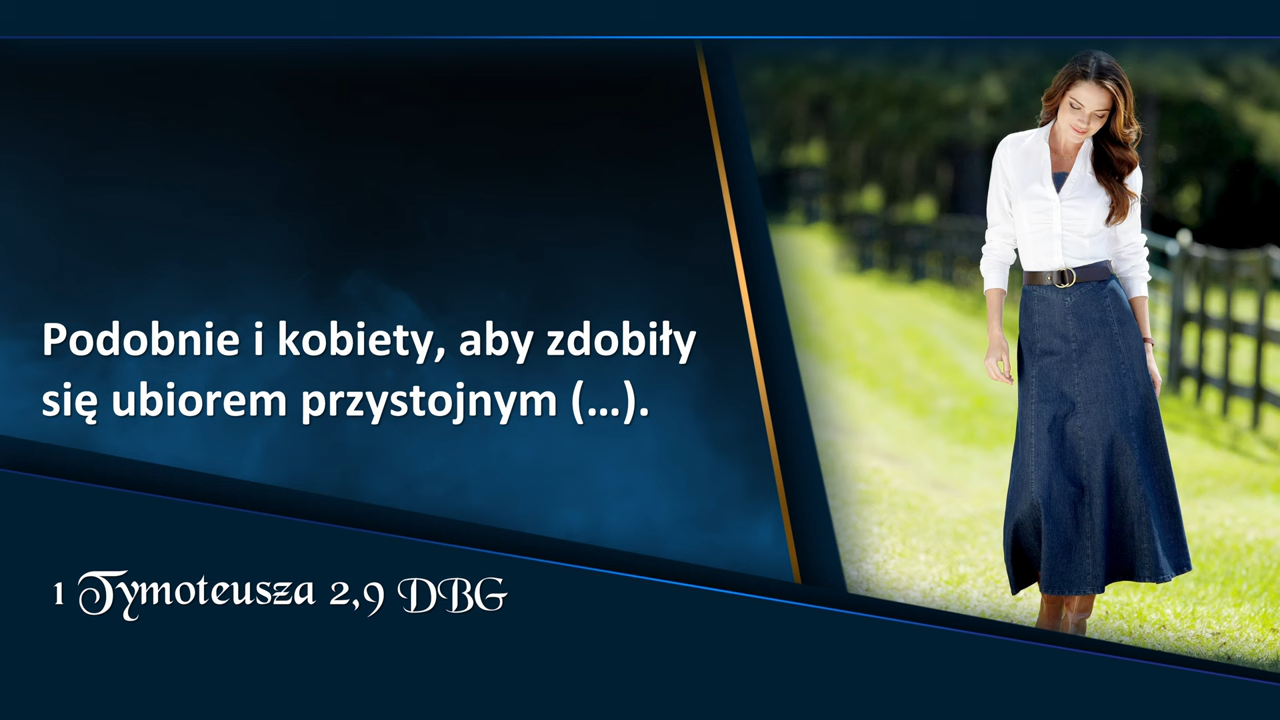 Podobnie i kobiety, aby zdobiły
się ubiorem przystojnym (...).
1 Tymoteusza 2,9 DBG